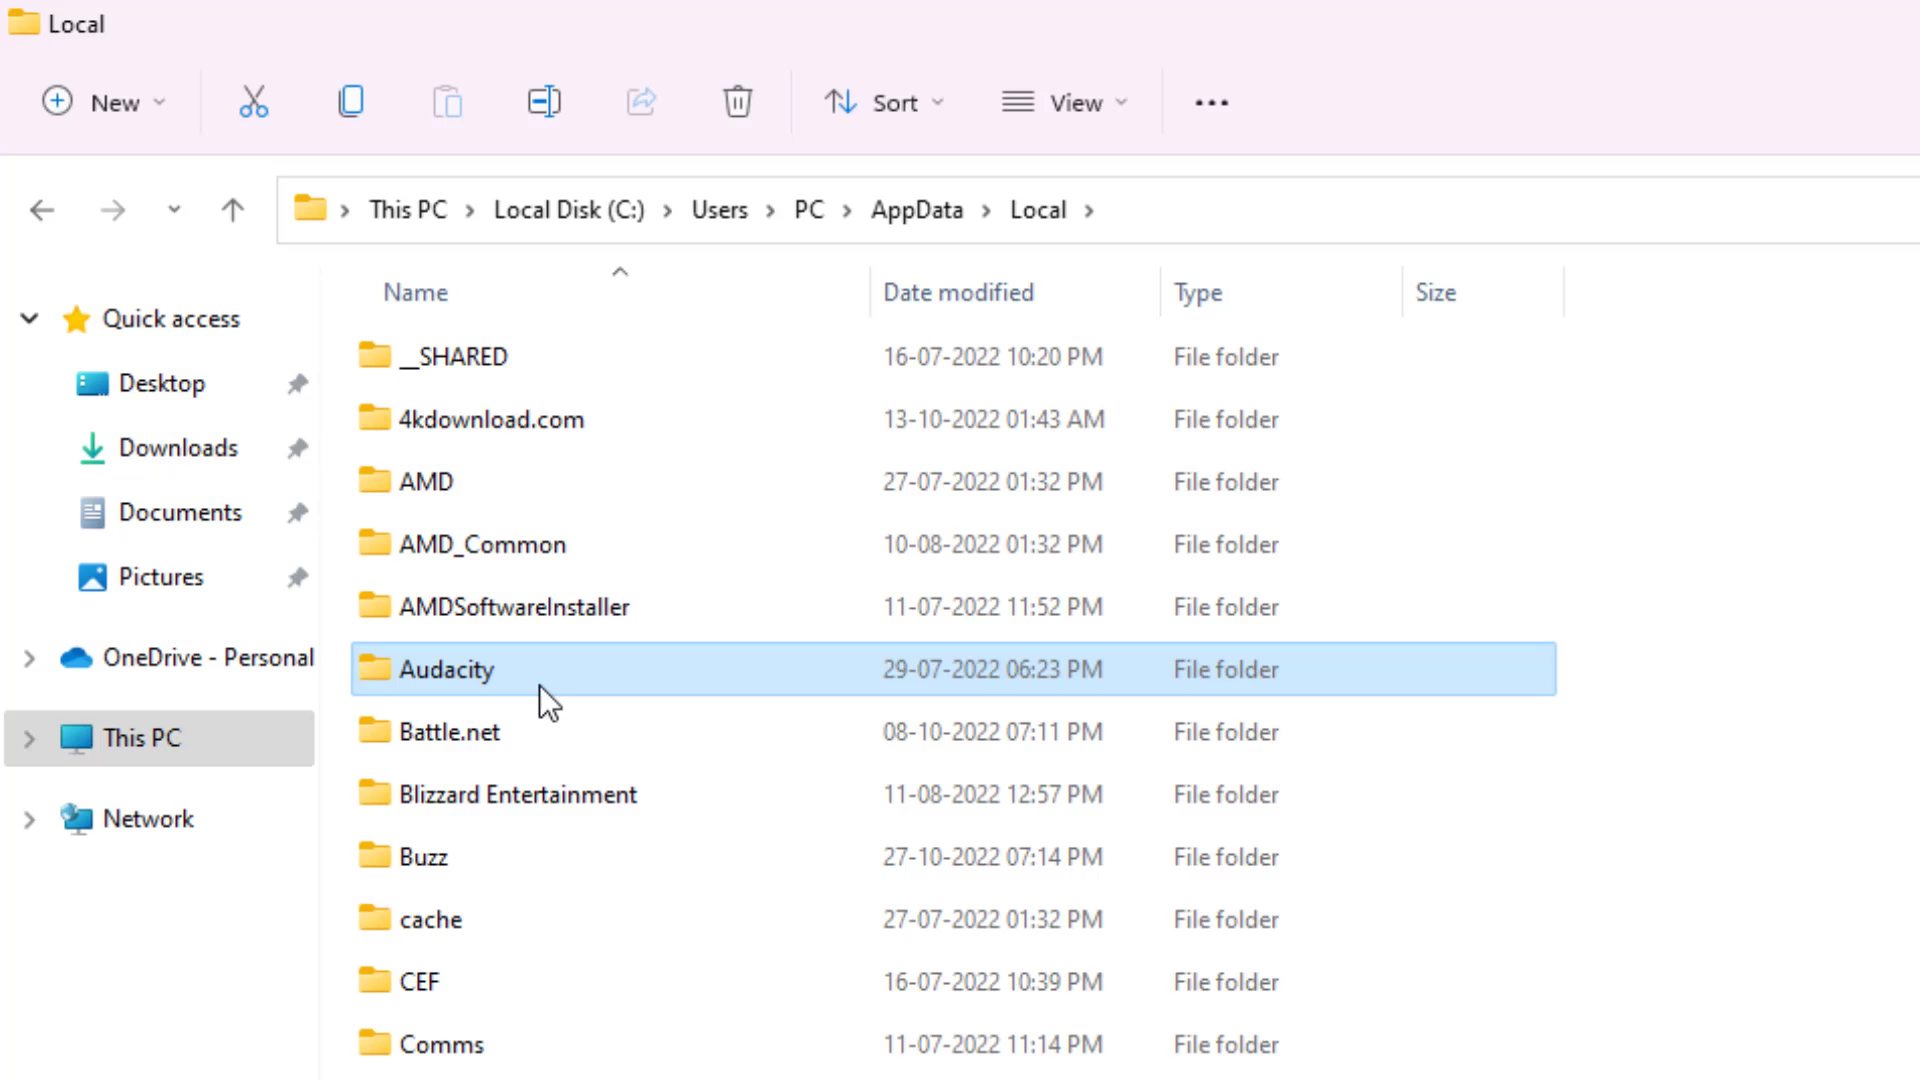 Local
New Sort View
This PC Local Disk (C:) Users PC AppData Local
Name Date modified Type Size
Quick access
Desktop
Downloads
Documents
Pictures
OneDrive - Personal
This PC
Network
__SHARED 16-07-2022 10:20 PM File folder
4kdownload.com 13-10-2022 01:43 AM File folder
AMD 27-07-2022 01:32 PM File folder
AMD_Common 10-08-2022 01:32 PM File folder
AMDSoftwareInstaller 11-07-2022 11:52 PM File folder
Audacity 29-07-2022 06:23 PM File folder
Battle.net 08-10-2022 07:11 PM File folder
Blizzard Entertainment 11-08-2022 12:57 PM File folder
Buzz 27-10-2022 07:14 PM File folder
cache 27-07-2022 01:32 PM File folder
CEF 16-07-2022 10:39 PM File folder
Comms 11-07-2022 11:14 PM File folder